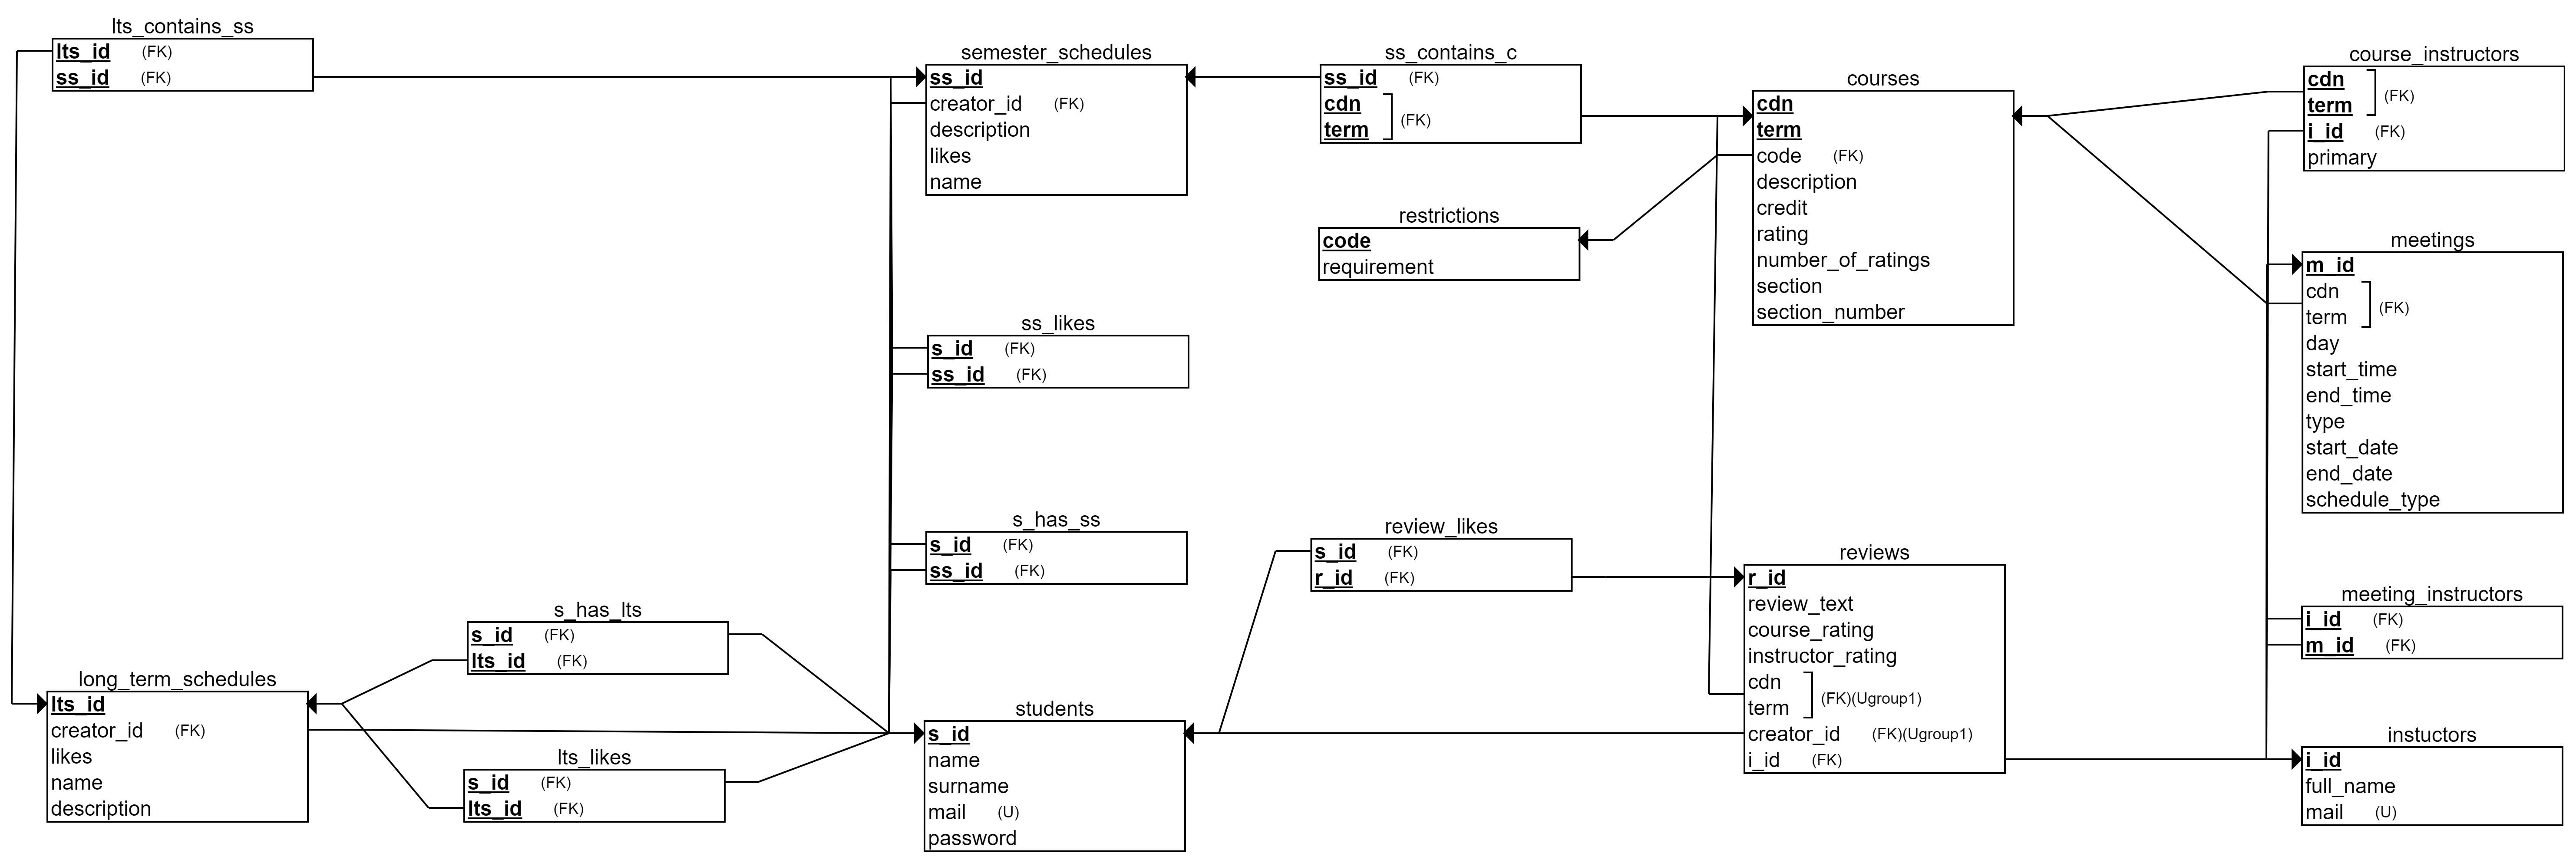 lts_contains_ss
lts_id (FK)
ss_id (FK)
semester_schedules
ss_id
creator_id (FK)
description
likes
name
ss_contains_c
ss_id (FK)
cdn
term
(FK)
courses
cdn
term
code (FK)
description
credit
rating
number_of_ratings
section
section_number
course_instructors
cdn
term
(FK)
i_id (FK)
primary
restrictions
code
requirement
meetings
m_id
cdn
term
(FK)
day
start_time
end_time
type
start_date
end_date
schedule_type
ss_likes
s_id (FK)
ss_id (FK)
s_has_ss
s_id (FK)
ss_id (FK)
review_likes
s_id (FK)
r_id (FK)
reviews
r_id
review_text
course_rating
instructor_rating
cdn
term
(FK)(Ugroup1)
creator_id (FK)(Ugroup1)
i_id (FK)
meeting_instructors
i_id (FK)
m_id (FK)
s_has_lts
s_id (FK)
lts_id (FK)
long_term_schedules
lts_id
creator_id (FK)
likes
name
description
lts_likes
s_id (FK)
lts_id (FK)
students
s_id
name
surname
mail (U)
password
instuctors
i_id
full_name
mail (U)